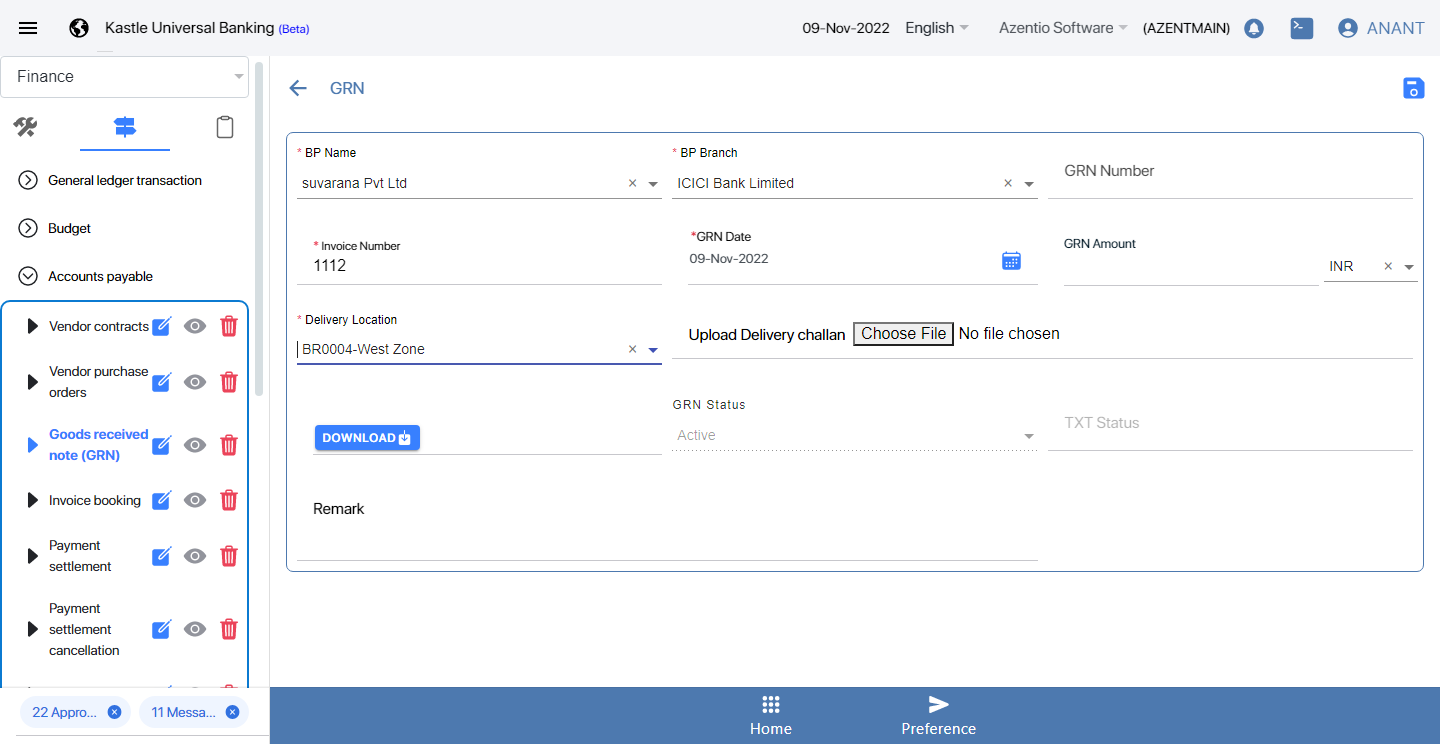 Kastle Universal Banking (Beta)
09-Nov-2022
English
Azentio Software
(AZENTMAIN)
ANANT
Finance
General ledger transaction
Budget
Accounts payable
Vendor contracts
Vendor purchase
orders
Goods received
note (GRN)
Invoice booking
Payment
settlement
Payment
settlement
cancellation
22 Appro...
11 Messa...
GRN
* BP Name
suvarana Pvt Ltd
* BP Branch
ICICI Bank Limited
GRN Number
* Invoice Number
1112
*GRN Date
09-Nov-2022
GRN Amount
INR
* Delivery Location
BR0004-West Zone
Upload Delivery challan Choose File No file chosen
DOWNLOAD
GRN Status
Active
TXT Status
Remark
Home
Preference